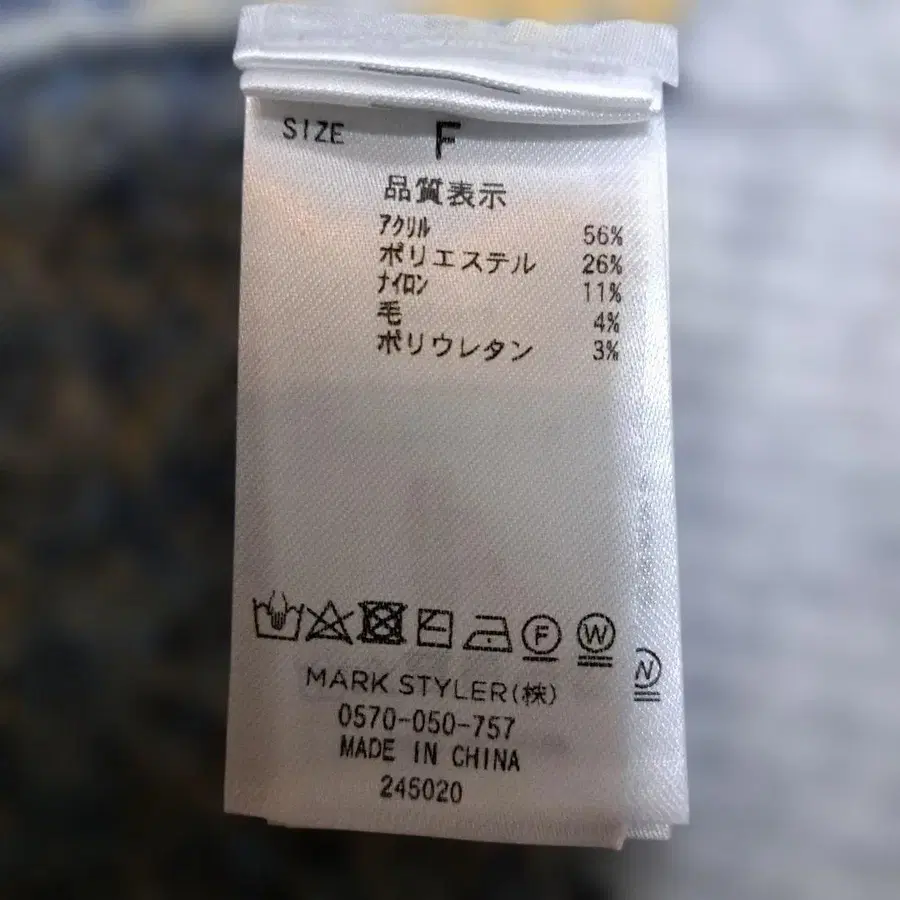 SIZE F
品質表示
アクリル 56%
ポリエステル 26%
ナイロン 11%
毛 4%
ポリウレタン 3%
F W
W
MARK STYLER(株)
0570-050-757
MADE IN CHINA
245020